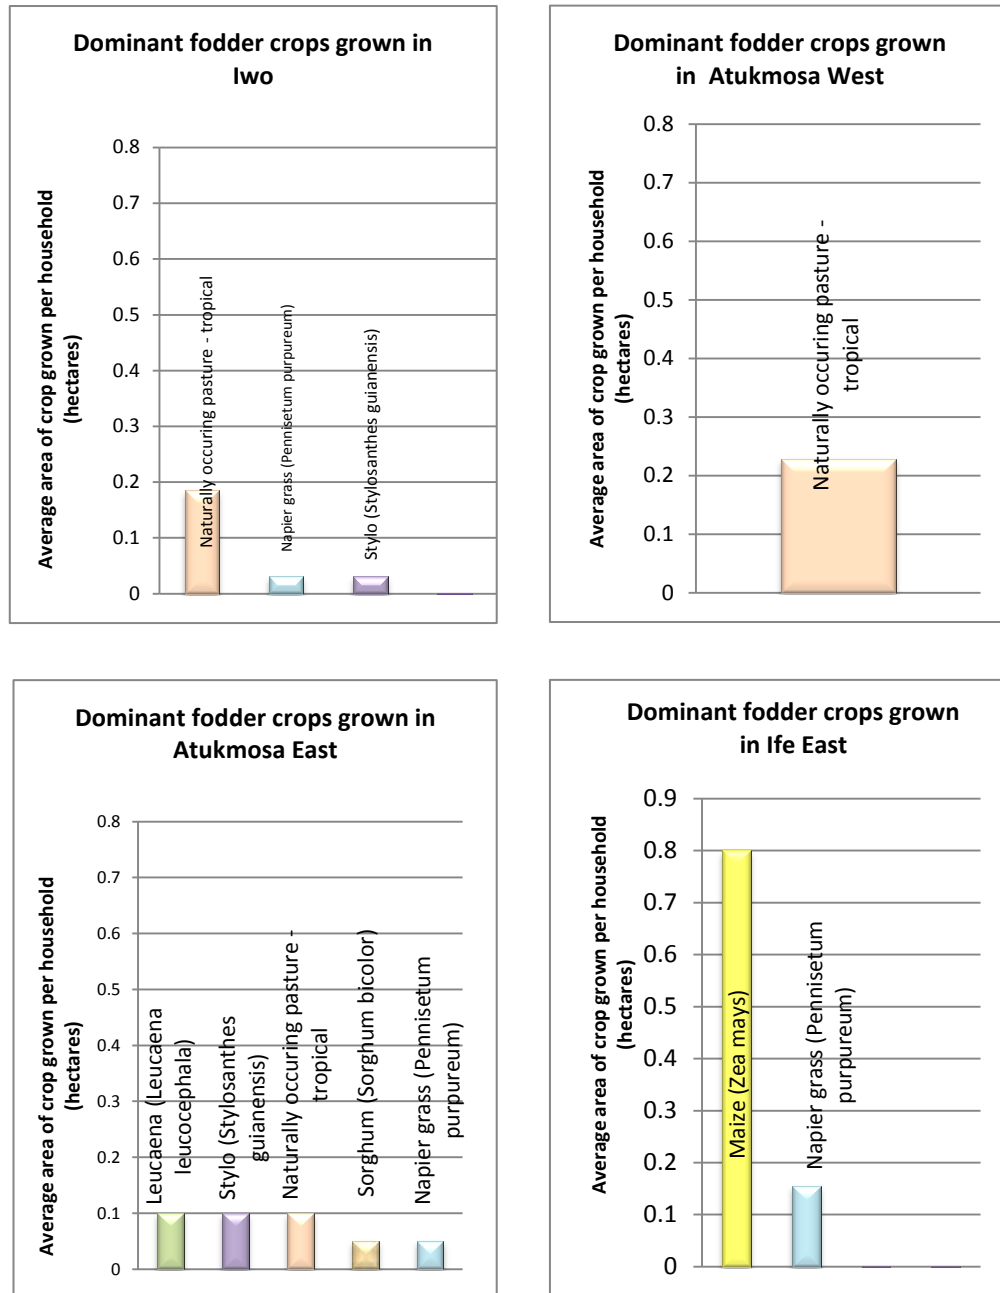 Dominant fodder crops grown in
Iwo
Average area of crop grown per household
(hectares)
0.8
0.7
0.6
0.5
0.4
0.3
0.2
0.1
0
Naturally occuring pasture - tropical
Napier grass (Pennisetum purpureum)
Stylo (Stylosanthes guianensis)
Dominant fodder crops grown
in Atukmosa West
Average area of crop grown per household
(hectares)
0.8
0.7
0.6
0.5
0.4
0.3
0.2
0.1
0
Naturally occuring pasture -
tropical
Dominant fodder crops grown in
Atukmosa East
Average area of crop grown per household
(hectares)
0.8
0.7
0.6
0.5
0.4
0.3
0.2
0.1
0
Leucaena (Leucaena
leucocephala)
Stylo (Stylosanthes
guianensis)
Naturally occuring pasture -
tropical
Sorghum (Sorghum bicolor)
Napier grass (Pennisetum
purpureum)
Dominant fodder crops grown
in Ife East
Average area of crop grown per household
(hectares)
0.9
0.8
0.7
0.6
0.5
0.4
0.3
0.2
0.1
0
Maize (Zea mays)
Napier grass (Pennisetum
purpureum)